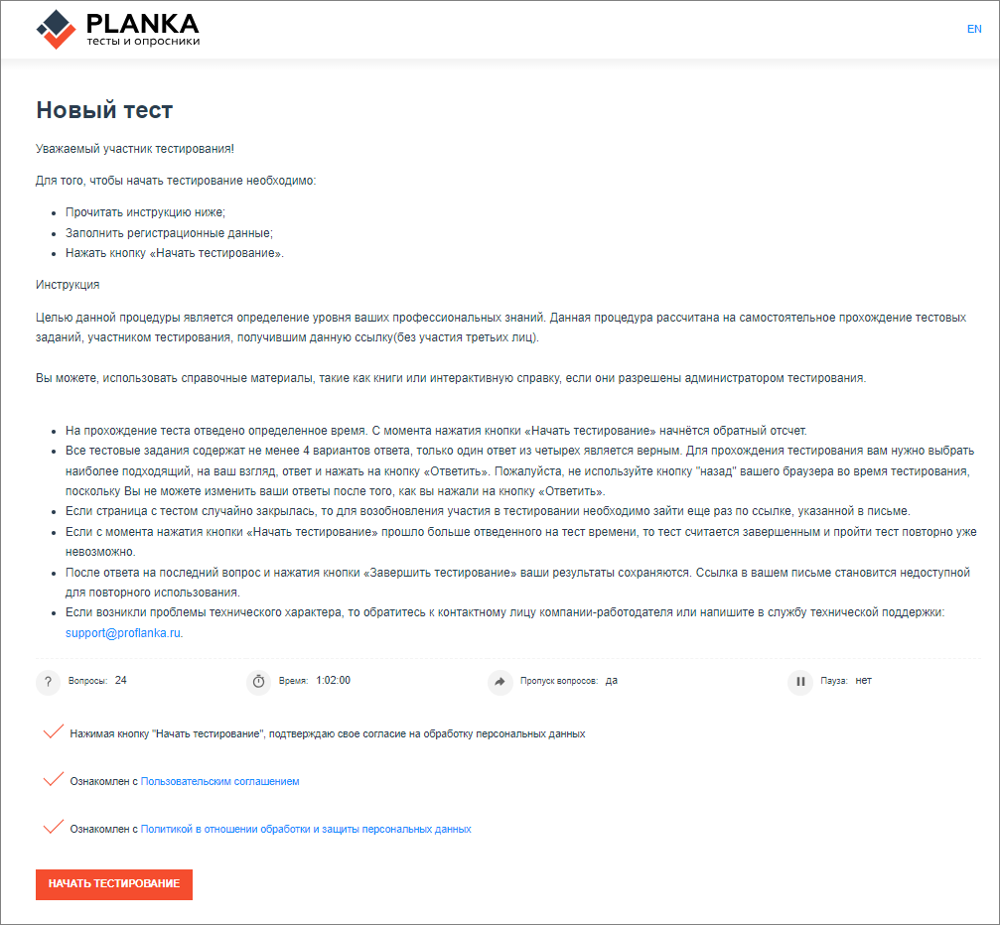 PLANKA
тесты и опросники
EN
Новый тест
Уважаемый участник тестирования!
Для того, чтобы начать тестирование необходимо:
• Прочитать инструкцию ниже;
• Заполнить регистрационные данные;
• Нажать кнопку «Начать тестирование».
Инструкция
Целью данной процедуры является определение уровня ваших профессиональных знаний. Данная процедура рассчитана на самостоятельное прохождение тестовых
заданий, участником тестирования, получившим данную ссылку(без участия третьих лиц).
Вы можете, использовать справочные материалы, такие как книги или интерактивную справку, если они разрешены администратором тестирования.
• На прохождение теста отведено определенное время. С момента нажатия кнопки «Начать тестирование» начнётся обратный отсчет.
• Все тестовые задания содержат не менее 4 вариантов ответа, только один ответ из четырех является верным. Для прохождения тестирования вам нужно выбрать
наиболее подходящий, на ваш взгляд, ответ и нажать на кнопку «Ответить». Пожалуйста, не используйте кнопку "назад" вашего браузера во время тестирования,
поскольку Вы не можете изменить ваши ответы после того, как вы нажали на кнопку «Ответить».
• Если страница с тестом случайно закрылась, то для возобновления участия в тестировании необходимо зайти еще раз по ссылке, указанной в письме.
• Если с момента нажатия кнопки «Начать тестирование» прошло больше отведенного на тест времени, то тест считается завершенным и пройти тест повторно уже
невозможно.
• После ответа на последний вопрос и нажатия кнопки «Завершить тестирование» ваши результаты сохраняются. Ссылка в вашем письме становится недоступной
для повторного использования.
• Если возникли проблемы технического характера, то обратитесь к контактному лицу компании-работодателя или напишите в службу технической поддержки:
support@proflanka.ru.
? Вопросы: 24 Время: 1:02:00 Пропуск вопросов: да Пауза: нет
Нажимая кнопку "Начать тестирование", подтверждаю свое согласие на обработку персональных данных
Ознакомлен с Пользовательским соглашением
Ознакомлен с Политикой в отношении обработки и защиты персональных данных
НАЧАТЬ ТЕСТИРОВАНИЕ